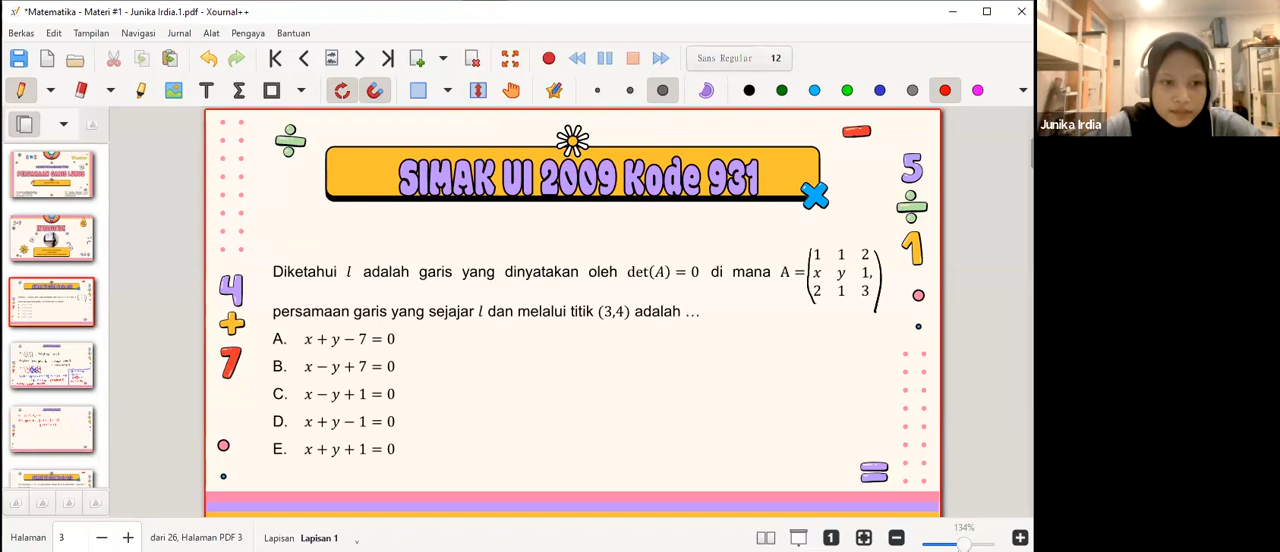 *Matematika - Materi #1 - Junika Irdia.1.pdf - Xournal++
Berkas Edit Tampilan Navigasi Jurnal Alat Pengaya Bantuan
Sans Regular 12
Junika Irdia
SIMAK UI 2009 Kode 931
5
÷
1
4
+
7
Diketahui l adalah garis yang dinyatakan oleh det(A) = 0 di mana A = (1 1 2
x y 1,
2 1 3)
persamaan garis yang sejajar l dan melalui titik (3,4) adalah …
A. x + y − 7 = 0
B. x − y + 7 = 0
C. x − y + 1 = 0
D. x + y − 1 = 0
E. x + y + 1 = 0
Halaman 3 dari 26, Halaman PDF 3 Lapisan Lapisan 1
134%